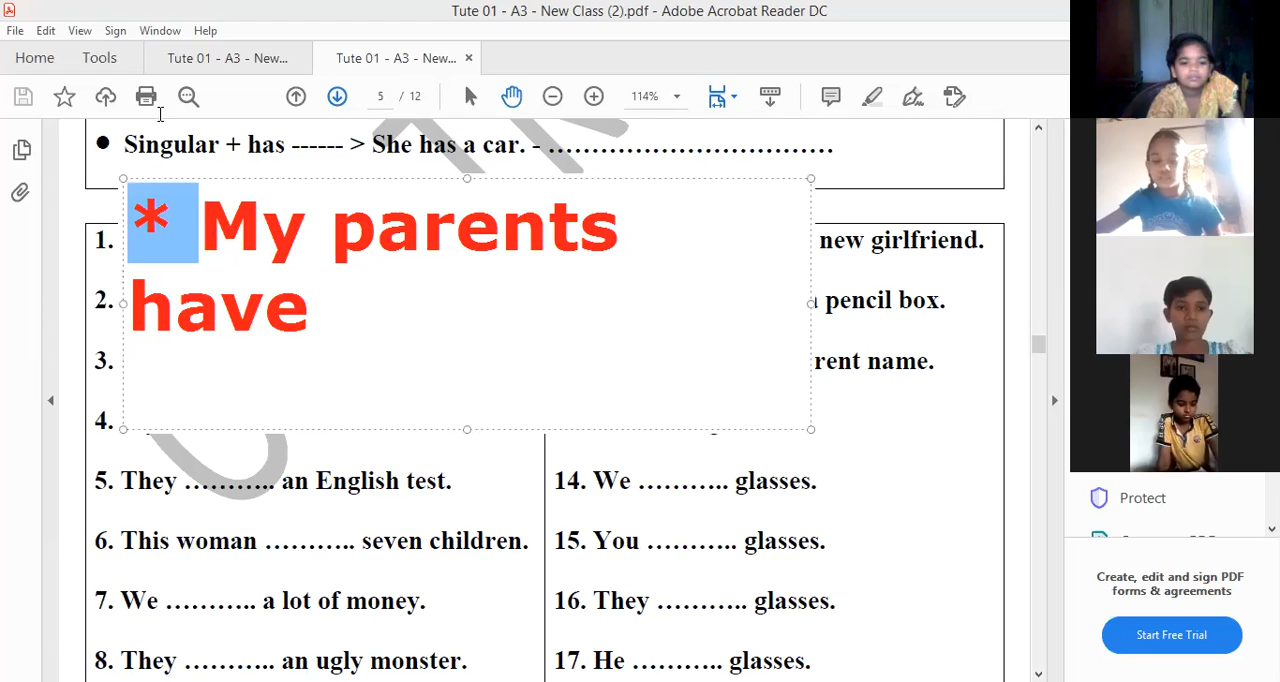 Tute 01 - A3 - New Class (2).pdf - Adobe Acrobat Reader DC
File Edit View Sign Window Help
Home Tools Tute 01 - A3 - New... Tute 01 - A3 - New... ×
5 / 12 114%
• Singular + has ------ > She has a car. - ……………………………
* My parents
have
1. new girlfriend.
2. a pencil box.
3. rent name.
4.
5. They ……….. an English test. 14. We ……….. glasses.
6. This woman ……….. seven children. 15. You ……….. glasses.
7. We ……….. a lot of money. 16. They ……….. glasses.
8. They ……….. an ugly monster. 17. He ……….. glasses.
Protect
Create, edit and sign PDF
forms & agreements
Start Free Trial